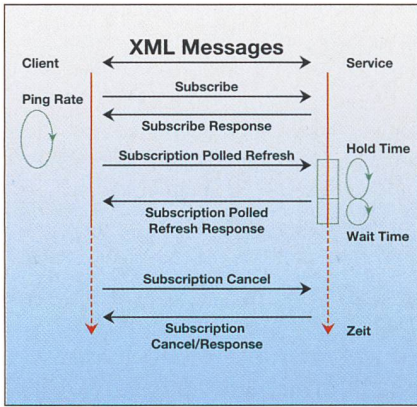 XML Messages
Client
Service
Subscribe
Ping Rate
Subscribe Response
Subscription Polled Refresh
Hold Time
Subscription Polled
Refresh Response
Wait Time
Subscription Cancel
Subscription
Cancel/Response
Zeit